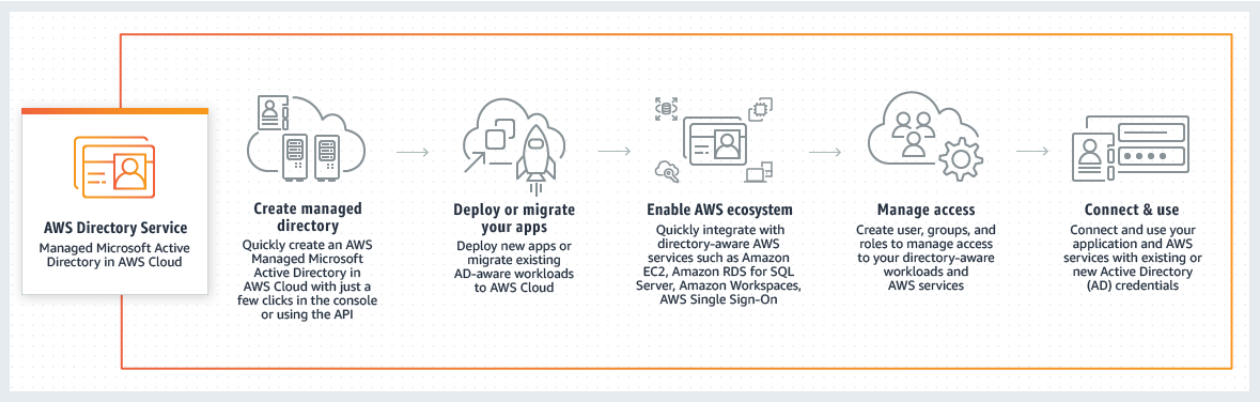 AWS Directory Service
Managed Microsoft Active
Directory in AWS Cloud
Create managed
directory
Quickly create an AWS
Managed Microsoft
Active Directory in
AWS Cloud with just a
few clicks in the console
or using the API
Deploy or migrate
your apps
Deploy new apps or
migrate existing
AD-aware workloads
to AWS Cloud
Enable AWS ecosystem
Quickly integrate with
directory-aware AWS
services such as Amazon
EC2, Amazon RDS for SQL
Server, Amazon Workspaces,
AWS Single Sign-On
Manage access
Create user, groups, and
roles to manage access
to your directory-aware
workloads and
AWS services
Connect & use
Connect and use your
application and AWS
services with existing or
new Active Directory
(AD) credentials